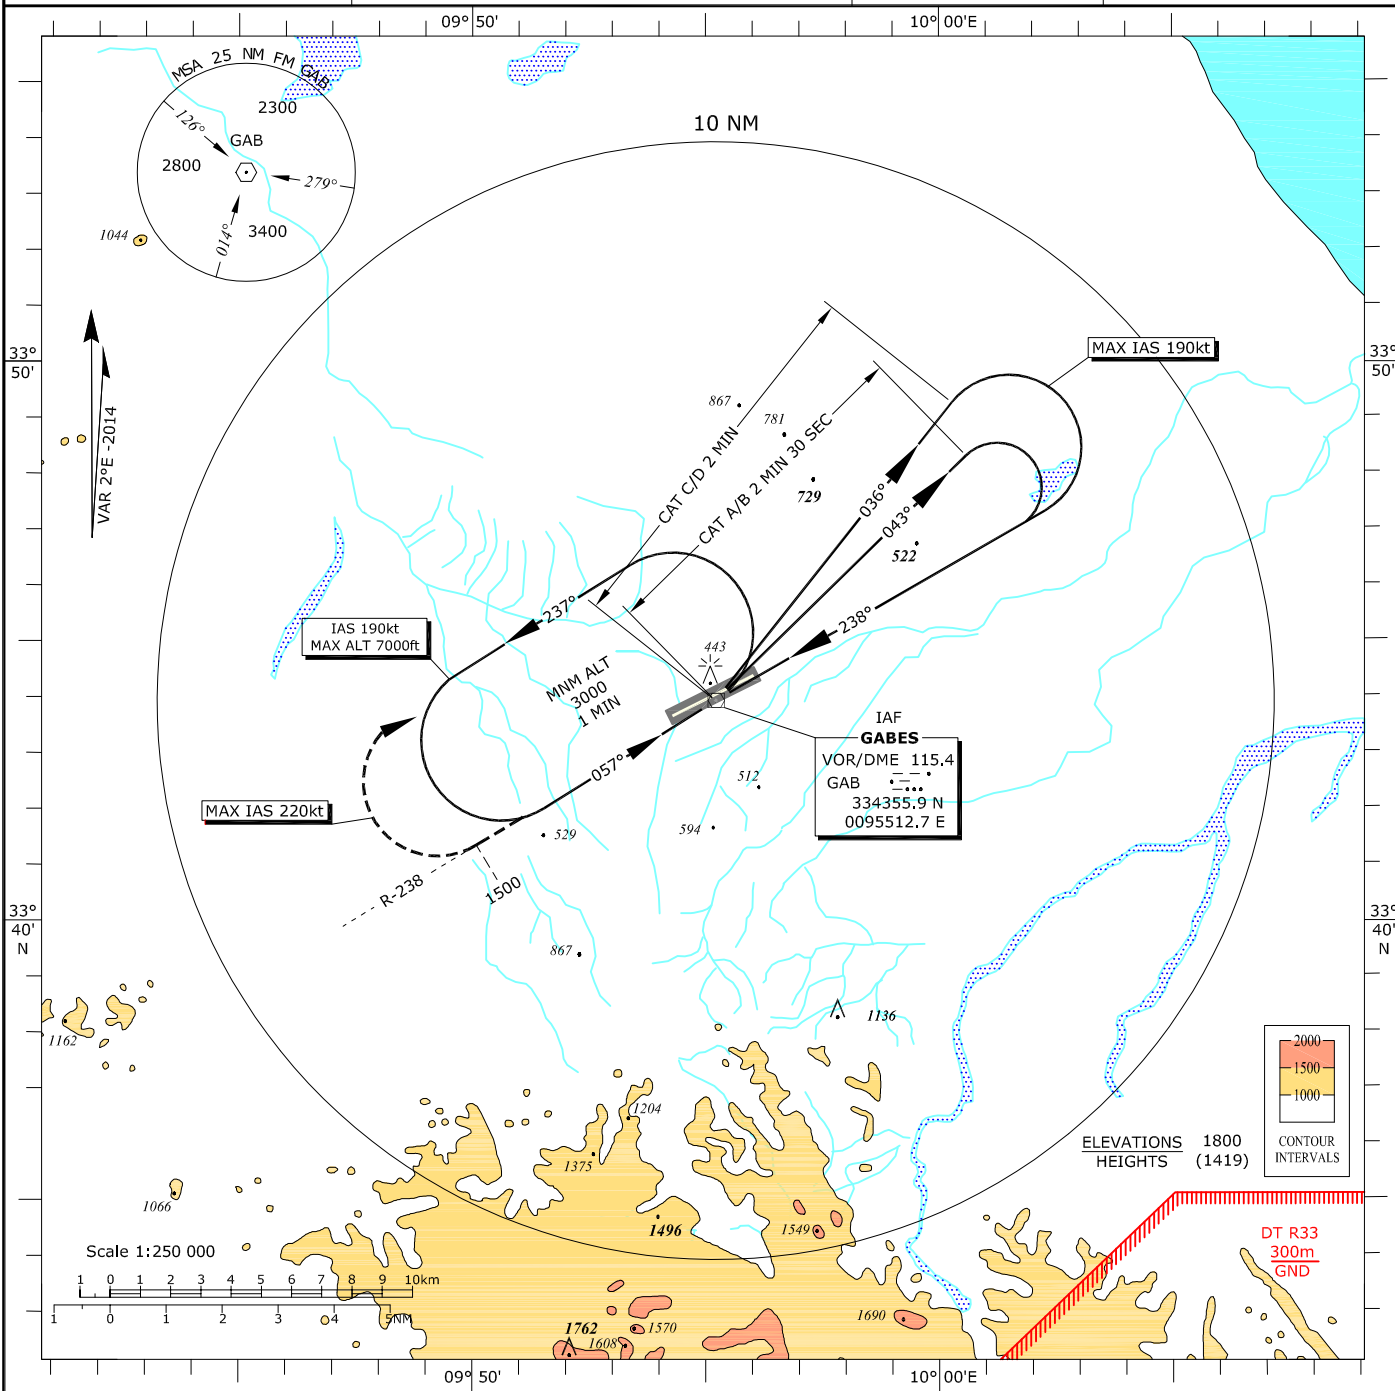 09° 50'
10° 00'E
MSA 25 NM FM GAB
2300
126°
GAB
2800
279°
014°
3400
10 NM
1044
VAR 2°E -2014
33°
50'
33°
50'
MAX IAS 190kt
867
781
729
CAT C/D 2 MIN
CAT A/B 2 MIN 30 SEC
036°
043°
522
237°
238°
IAS 190kt
MAX ALT 7000ft
443
MNM ALT
3000
1 MIN
057°
IAF
GABES
VOR/DME 115.4
GAB
334355.9 N
0095512.7 E
512
594
529
MAX IAS 220kt
R-238
1500
867
33°
40'
N
33°
40'
N
1162
1136
1204
1375
1066
1496
1549
2000
1500
1000
CONTOUR
INTERVALS
ELEVATIONS 1800
HEIGHTS (1419)
DT R33
300m
GND
Scale 1:250 000
1 0 1 2 3 4 5 6 7 8 9 10km
1 0 1 2 3 4 5NM
1762
1570
1608
1690
09° 50'
10° 00'E